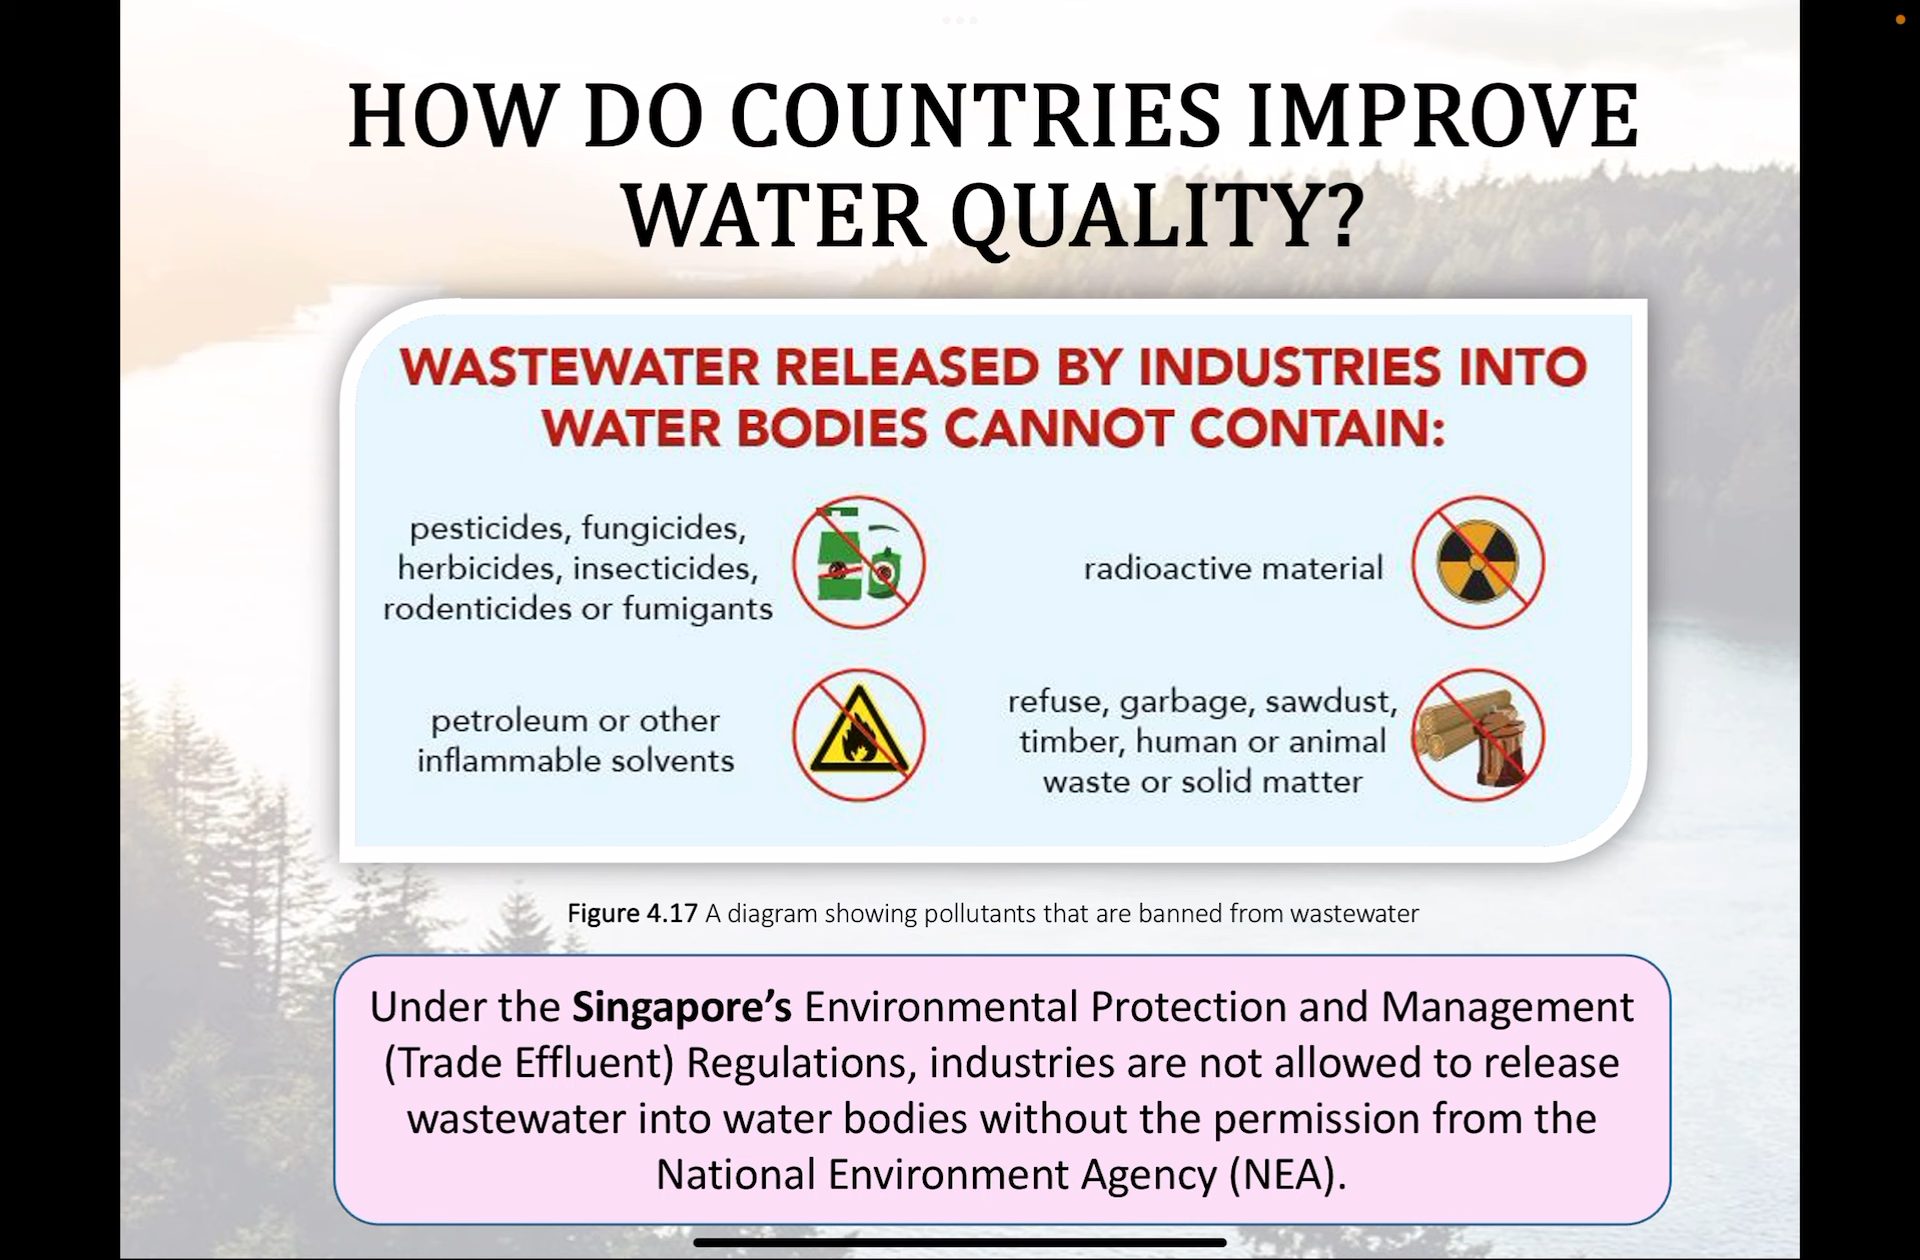 HOW DO COUNTRIES IMPROVE
WATER QUALITY?
WASTEWATER RELEASED BY INDUSTRIES INTO
WATER BODIES CANNOT CONTAIN:
pesticides, fungicides,
herbicides, insecticides,
rodenticides or fumigants
radioactive material
petroleum or other
inflammable solvents
refuse, garbage, sawdust,
timber, human or animal
waste or solid matter
Figure 4.17 A diagram showing pollutants that are banned from wastewater
Under the Singapore’s Environmental Protection and Management
(Trade Effluent) Regulations, industries are not allowed to release
wastewater into water bodies without the permission from the
National Environment Agency (NEA).